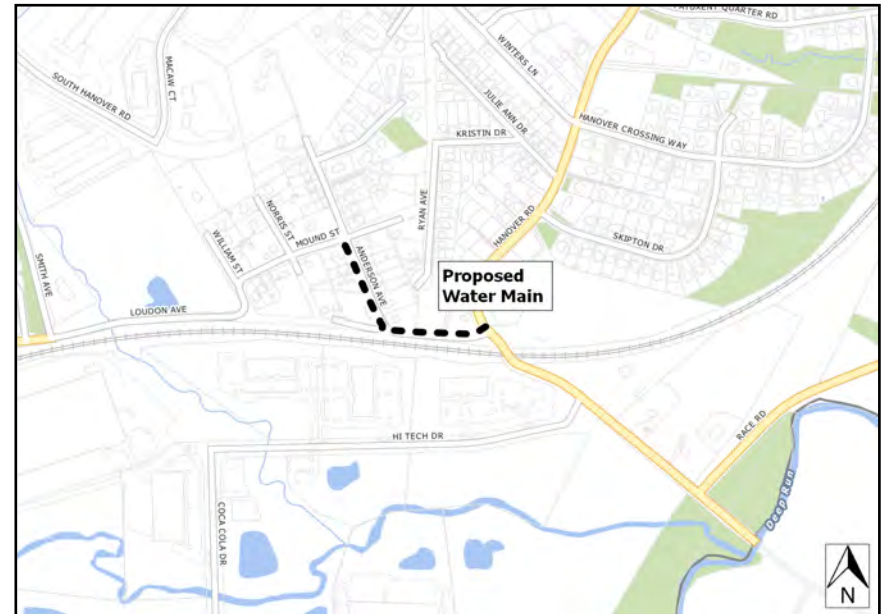 PATUXENT QUARTER RD
WINTERS LN
MACAW CT
SOUTH HANOVER RD
JULIE ANN DR
HANOVER CROSSING WAY
KRISTIN DR
RYAN AVE
NORRIS ST
HANOVER RD
WILLIAM ST
MOUND ST
SKIPTON DR
SMITH AVE
ANDERSON AVE
Proposed
Water Main
LOUDON AVE
RACE RD
HI TECH DR
Deep Run
COCA COLA DR
N